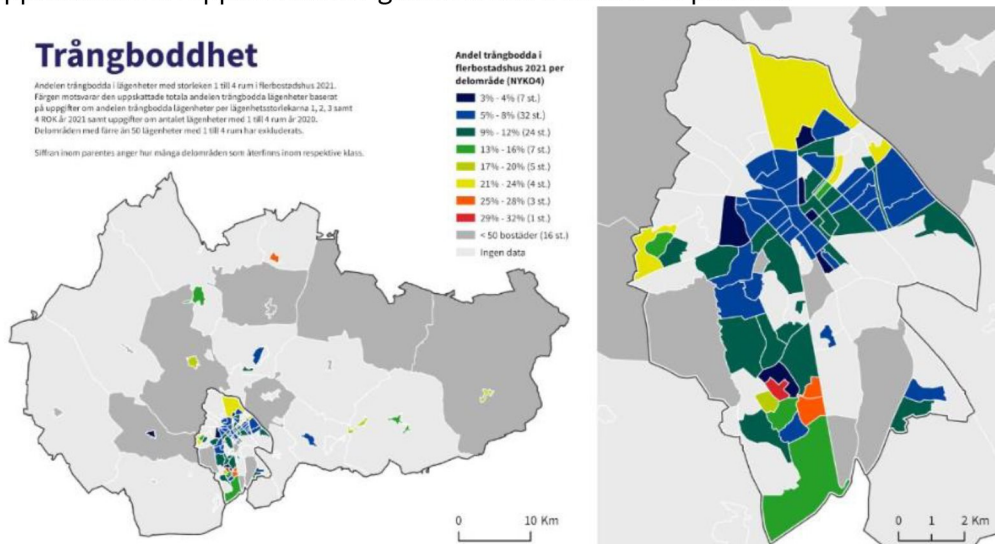 Trångboddhet
Andelen trångbodda i lägenheter med storleken 1 till 4 rum i flerbostadshus 2021.
Färgen motsvarar den uppskattade totala andelen trångbodda lägenheter baserat
på uppgifter om andelen trångbodda lägenheter per lägenhetsstorlekarna 1, 2, 3 samt
4 ROK år 2021 samt uppgifter om antalet lägenheter med 1 till 4 rum år 2020.
Delområden med färre än 50 lägenheter med 1 till 4 rum har exkluderats.
Siffran inom parentes anger hur många delområden som återfinns inom respektive klass.
Andel trångbodda i
flerbostadshus 2021 per
delområde (NYKO4)
3% - 4% (7 st.)
5% - 8% (32 st.)
9% - 12% (24 st.)
13% - 16% (7 st.)
17% - 20% (5 st.)
21% - 24% (4 st.)
25% - 28% (3 st.)
29% - 32% (1 st.)
< 50 bostäder (16 st.)
Ingen data
0 10 Km
0 1 2 Km